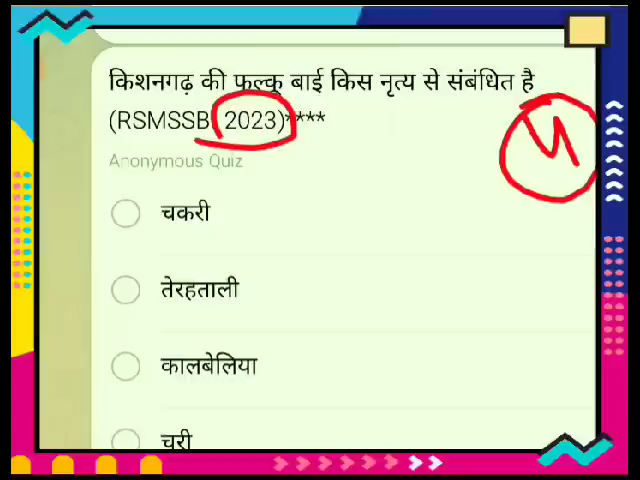 किशनगढ़ की फल्कू बाई किस नृत्य से संबंधित है
(RSMSSB, 2023)****
Anonymous Quiz
चकरी
तेरहताली
कालबेलिया
चरी